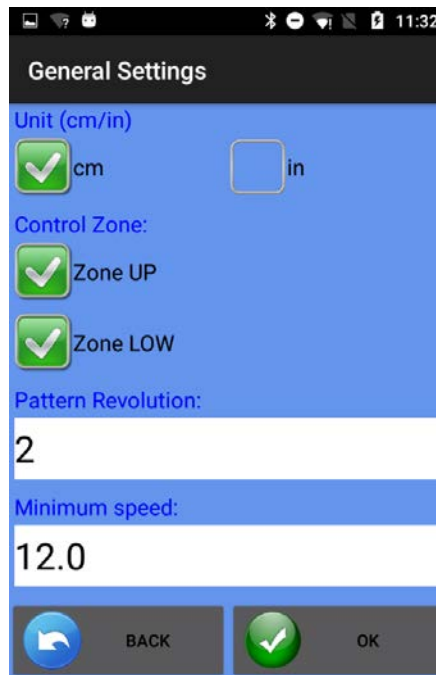 11:32
General Settings
Unit (cm/in)
cm in
Control Zone:
Zone UP
Zone LOW
Pattern Revolution:
2
Minimum speed:
12.0
BACK OK